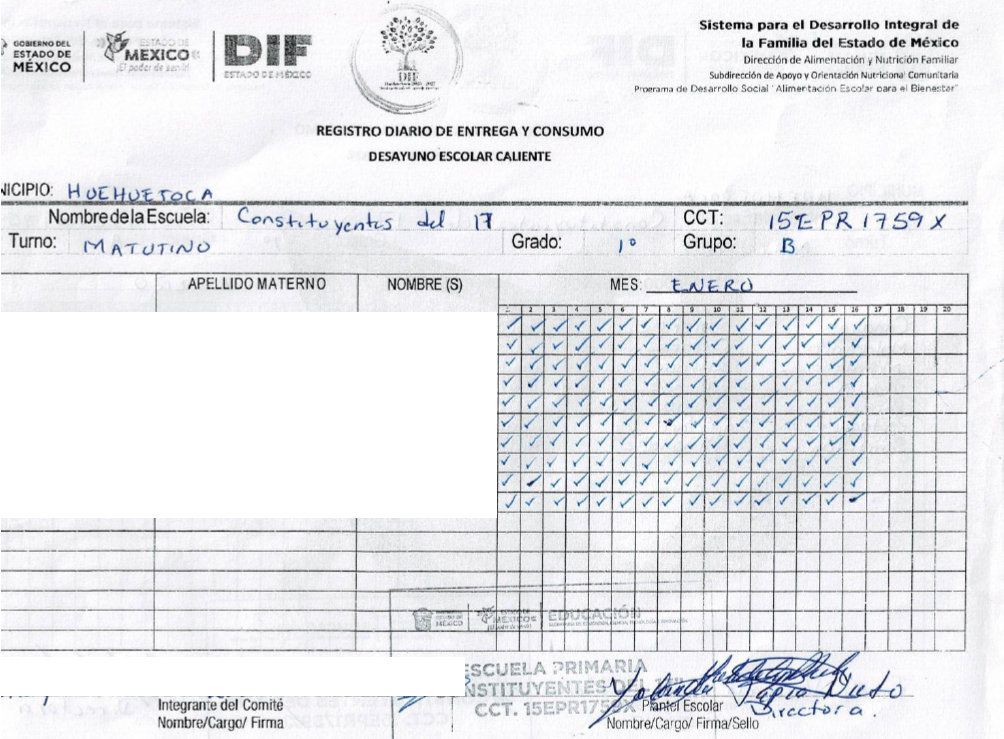 GOBIERNO DEL
ESTADO DE
MÉXICO
ESTADO DE
MÉXICO
¡El poder de servir!
DIF
ESTADO DE MÉXICO
DIF
Sistema para el Desarrollo Integral de
la Familia del Estado de México
Dirección de Alimentación y Nutrición Familiar
Subdirección de Apoyo y Orientación Nutricional Comunitaria
Programa de Desarrollo Social "Alimentación Escolar para el Bienestar"
REGISTRO DIARIO DE ENTREGA Y CONSUMO
DESAYUNO ESCOLAR CALIENTE
NICIPIO: HUEHUETOCA
Nombre de la Escuela: Constituyentes del 17 CCT: 15EPR1759X
Turno: MATUTINO Grado: 1° Grupo: B
APELLIDO MATERNO NOMBRE (S) MES: ENERO
1 2 3 4 5 6 7 8 9 10 11 12 13 14 15 16 17 18 19 20
✓ ✓ ✓ ✓ ✓ ✓ ✓ ✓ ✓ ✓ ✓ ✓ ✓ ✓ ✓ ✓
✓ ✓ ✓ ✓ ✓ ✓ ✓ ✓ ✓ ✓ ✓ ✓ ✓ ✓ ✓ ✓
✓ ✓ ✓ ✓ ✓ ✓ ✓ ✓ ✓ ✓ ✓ ✓ ✓ ✓ ✓ ✓
✓ ✓ ✓ ✓ ✓ ✓ ✓ ✓ ✓ ✓ ✓ ✓ ✓ ✓ ✓ ✓
✓ ✓ ✓ ✓ ✓ ✓ ✓ ✓ ✓ ✓ ✓ ✓ ✓ ✓ ✓ ✓
✓ ✓ ✓ ✓ ✓ ✓ ✓ ✓ ✓ ✓ ✓ ✓ ✓ ✓ ✓ ✓
✓ ✓ ✓ ✓ ✓ ✓ ✓ ✓ ✓ ✓ ✓ ✓ ✓ ✓ ✓ ✓
✓ ✓ ✓ ✓ ✓ ✓ ✓ ✓ ✓ ✓ ✓ ✓ ✓ ✓ ✓ ✓
✓ ✓ ✓ ✓ ✓ ✓ ✓ ✓ ✓ ✓ ✓ ✓ ✓ ✓ ✓ ✓
✓ ✓ ✓ ✓ ✓ ✓ ✓ ✓ ✓ ✓ ✓ ✓ ✓ ✓ ✓ ✓
MÉXICO MÉXICO EDUCACIÓN
ESCUELA PRIMARIA
NSTITUYENTES DEL 17"
CCT. 15EPR1759X
Yolanda Tapia Nieto
Directora.
Integrante del Comité
Nombre/Cargo/ Firma
Plantel Escolar
Nombre/Cargo/ Firma/Sello